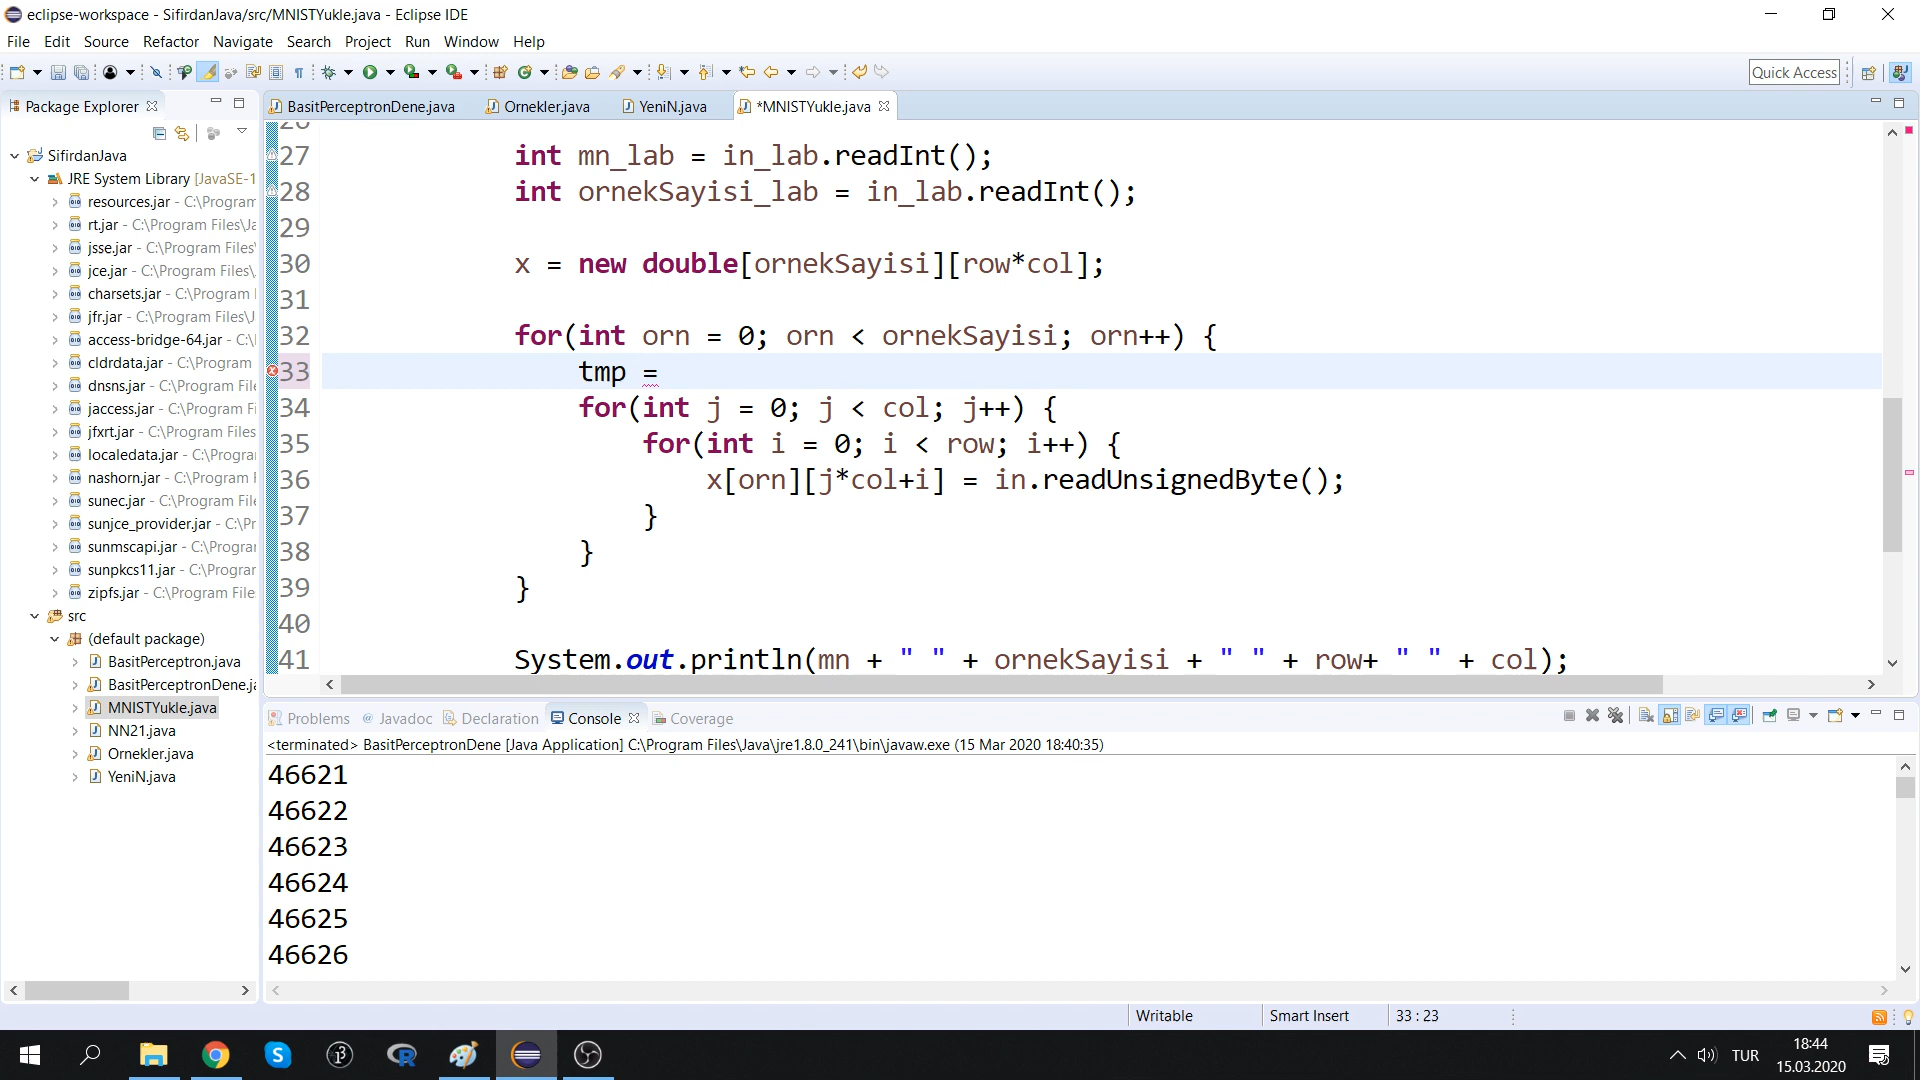 eclipse-workspace - SifirdanJava/src/MNISTYukle.java - Eclipse IDE
File Edit Source Refactor Navigate Search Project Run Window Help
Quick Access
Package Explorer
BasitPerceptronDene.java
Ornekler.java
YeniN.java
*MNISTYukle.java
SifirdanJava
JRE System Library [JavaSE-1
resources.jar - C:\Program
rt.jar - C:\Program Files\Ja
jsse.jar - C:\Program Files\
jce.jar - C:\Program Files\
charsets.jar - C:\Program
jfr.jar - C:\Program Files\J
access-bridge-64.jar - C:\
cldrdata.jar - C:\Program
dnsns.jar - C:\Program File
jaccess.jar - C:\Program Fi
jfxrt.jar - C:\Program Files
localedata.jar - C:\Progra
nashorn.jar - C:\Program
sunec.jar - C:\Program File
sunjce_provider.jar - C:\Pr
sunmscapi.jar - C:\Progra
sunpkcs11.jar - C:\Program
zipfs.jar - C:\Program File
src
(default package)
BasitPerceptron.java
BasitPerceptronDene.ja
MNISTYukle.java
NN21.java
Ornekler.java
YeniN.java
26
27 int mn_lab = in_lab.readInt();
28 int ornekSayisi_lab = in_lab.readInt();
29
30 x = new double[ornekSayisi][row*col];
31
32 for(int orn = 0; orn < ornekSayisi; orn++) {
33 tmp =
34 for(int j = 0; j < col; j++) {
35 for(int i = 0; i < row; i++) {
36 x[orn][j*col+i] = in.readUnsignedByte();
37 }
38 }
39 }
40
41 System.out.println(mn + " " + ornekSayisi + " " + row+ " " + col);
Problems Javadoc Declaration Console Coverage
<terminated> BasitPerceptronDene [Java Application] C:\Program Files\Java\jre1.8.0_241\bin\javaw.exe (15 Mar 2020 18:40:35)
46621
46622
46623
46624
46625
46626
Writable Smart Insert 33 : 23
TUR
18:44
15.03.2020